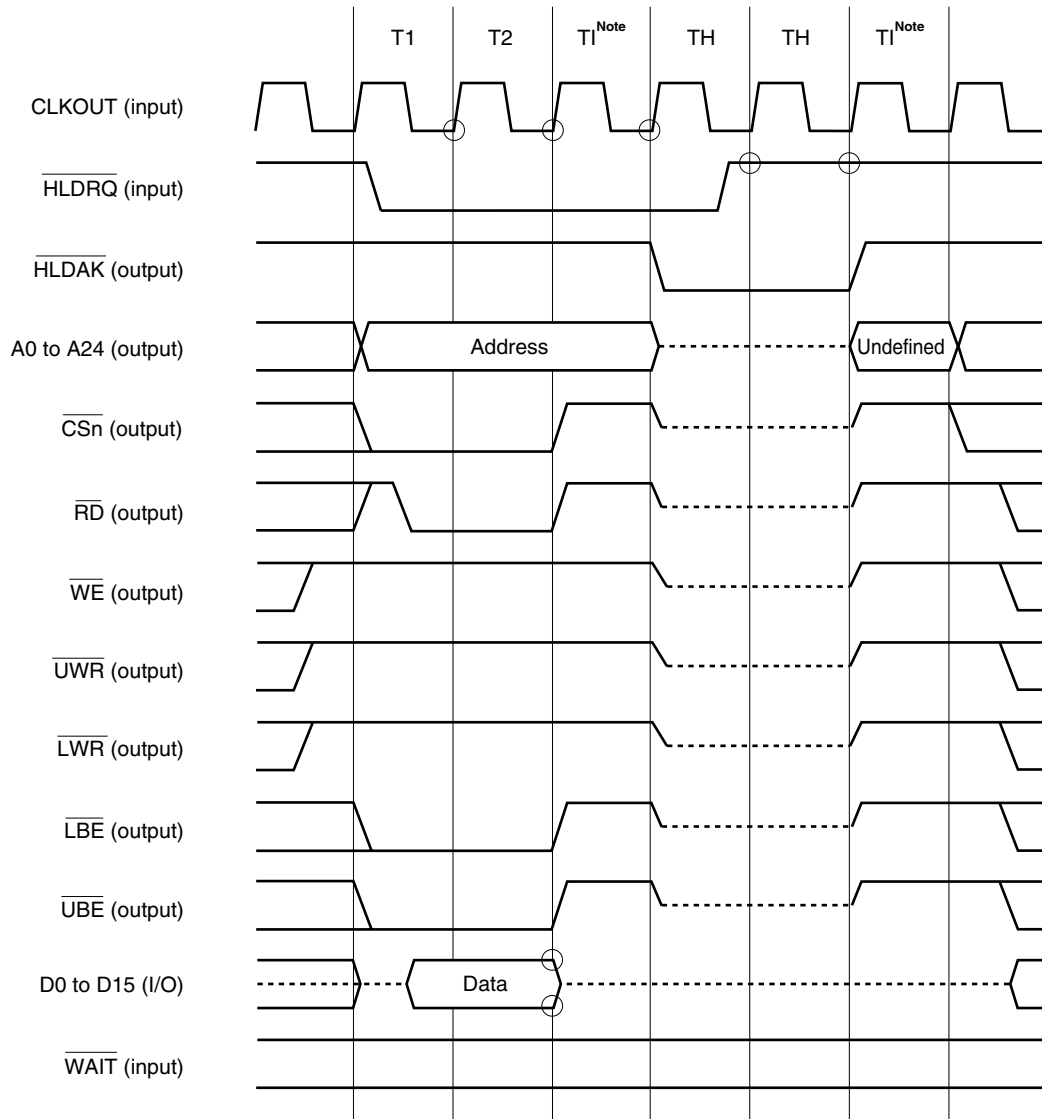 T1 T2 TI^Note TH TH TI^Note
CLKOUT (input)
HLDRQ (input)
HLDAK (output)
A0 to A24 (output) Address Undefined
CSn (output)
RD (output)
WE (output)
UWR (output)
LWR (output)
LBE (output)
UBE (output)
D0 to D15 (I/O) Data
WAIT (input)